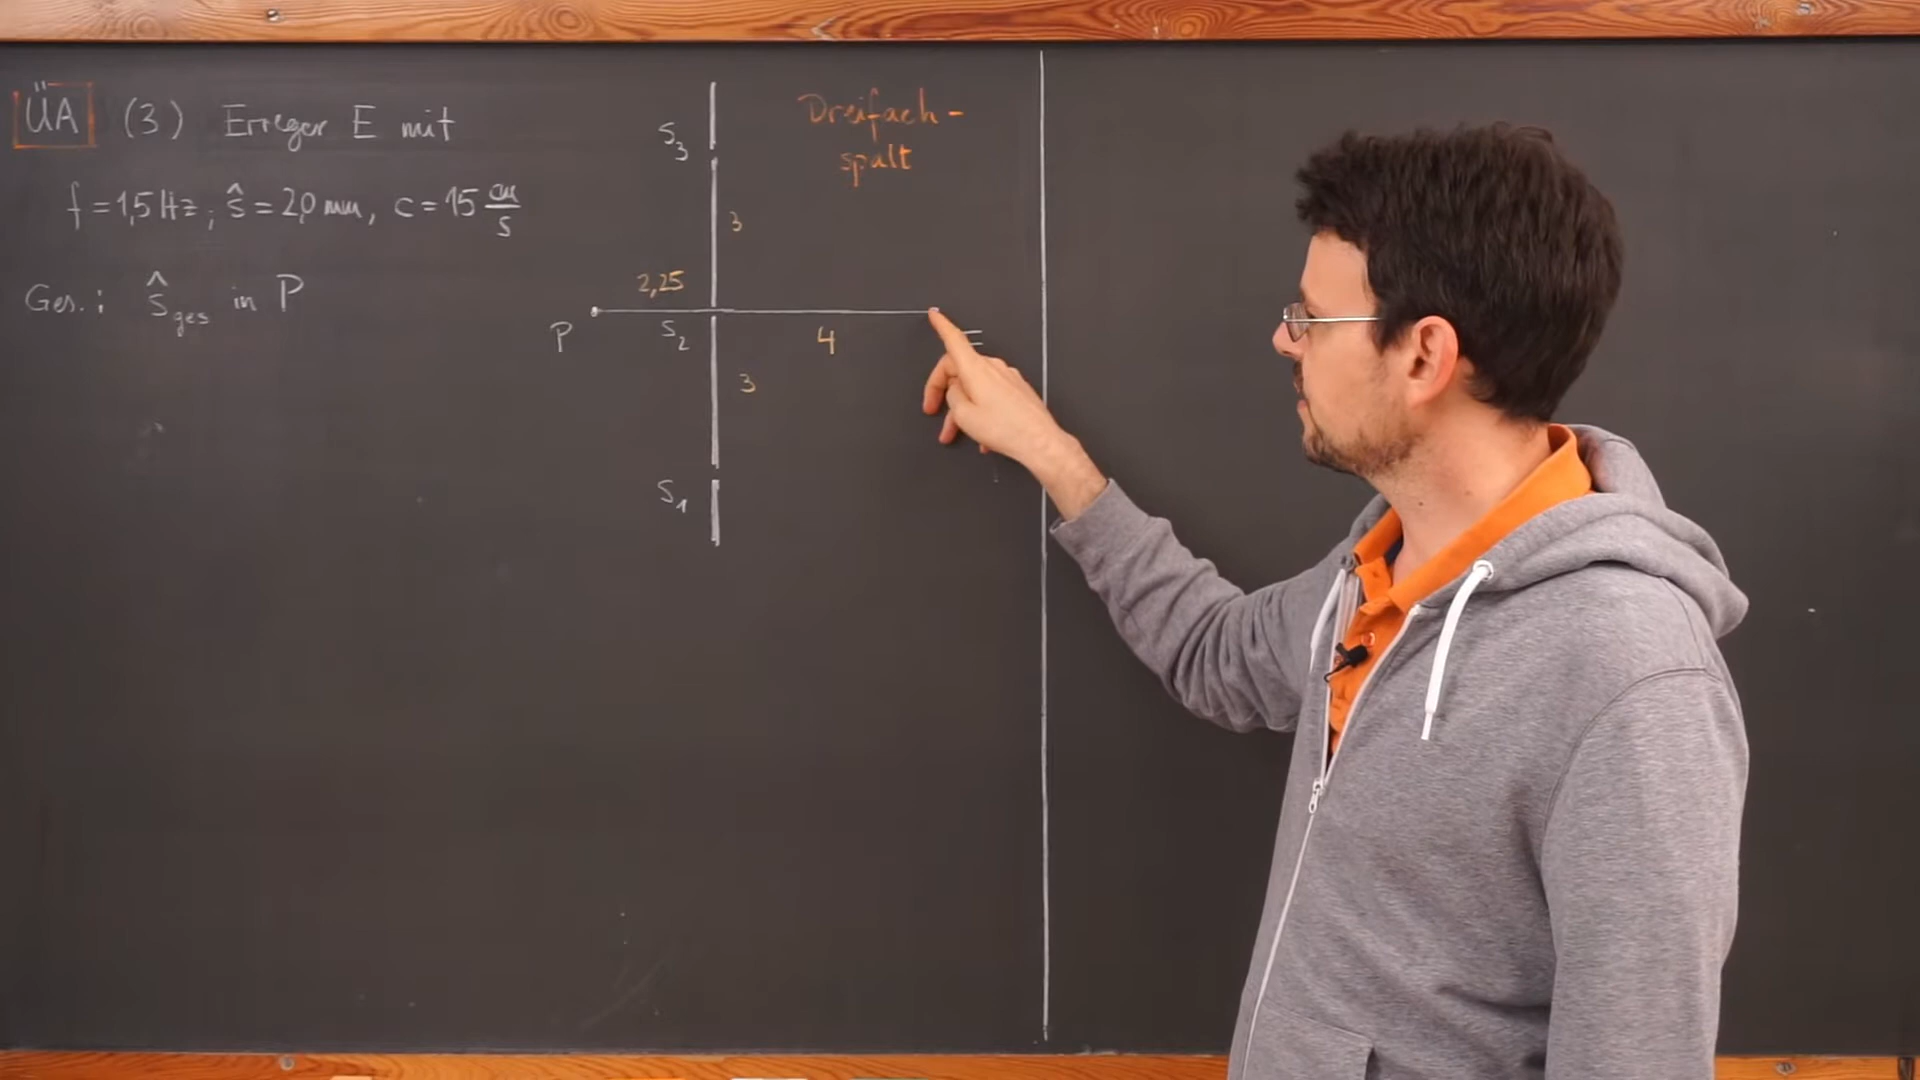 ÜA (3) Erreger E mit
f = 1,5 Hz, ŝ = 2,0 mm, c = 15 cm/s
Ges.: ŝges in P
Dreifach-
spalt
S3
3
2,25
P
S2
4
E
3
S1